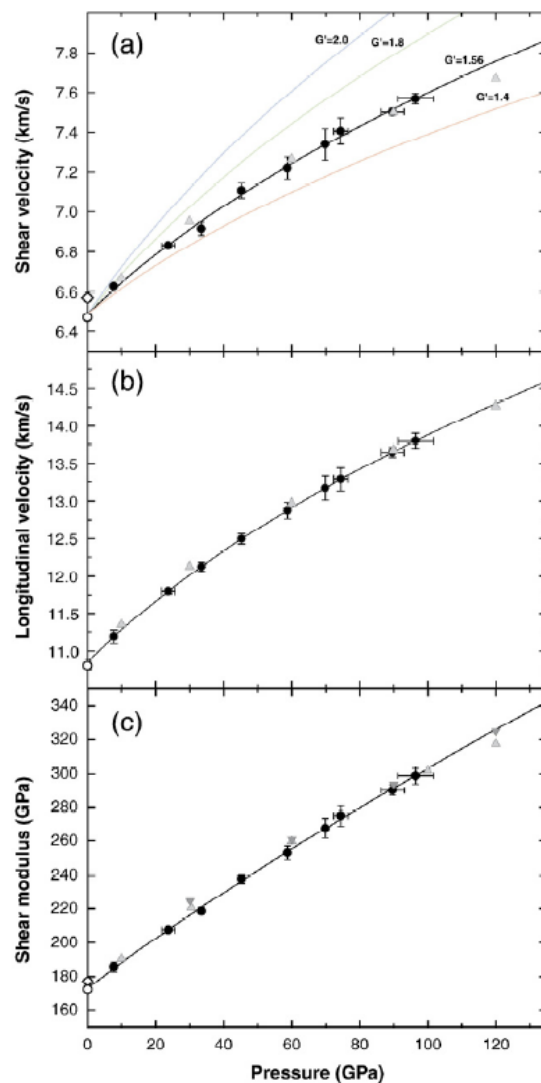 (a)
G'=2.0
G'=1.8
G'=1.56
G'=1.4
Shear velocity (km/s)
7.8
7.6
7.4
7.2
7.0
6.8
6.6
6.4
(b)
Longitudinal velocity (km/s)
14.5
14.0
13.5
13.0
12.5
12.0
11.5
11.0
(c)
Shear modulus (GPa)
340
320
300
280
260
240
220
200
180
160
0 20 40 60 80 100 120
Pressure (GPa)